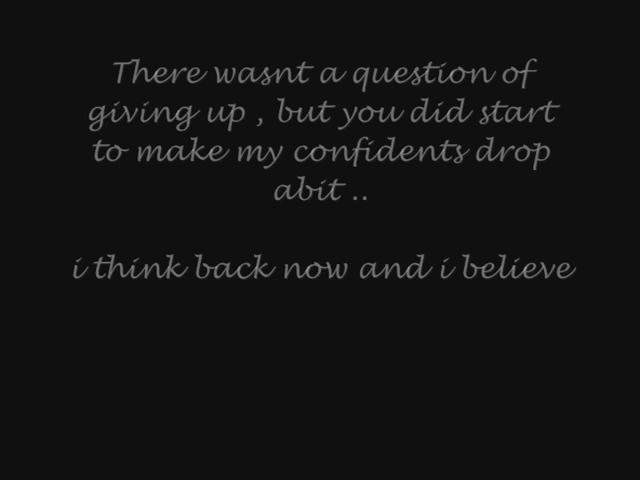 There wasnt a question of
giving up , but you did start
to make my confidents drop
abit ..
i think back now and i believe